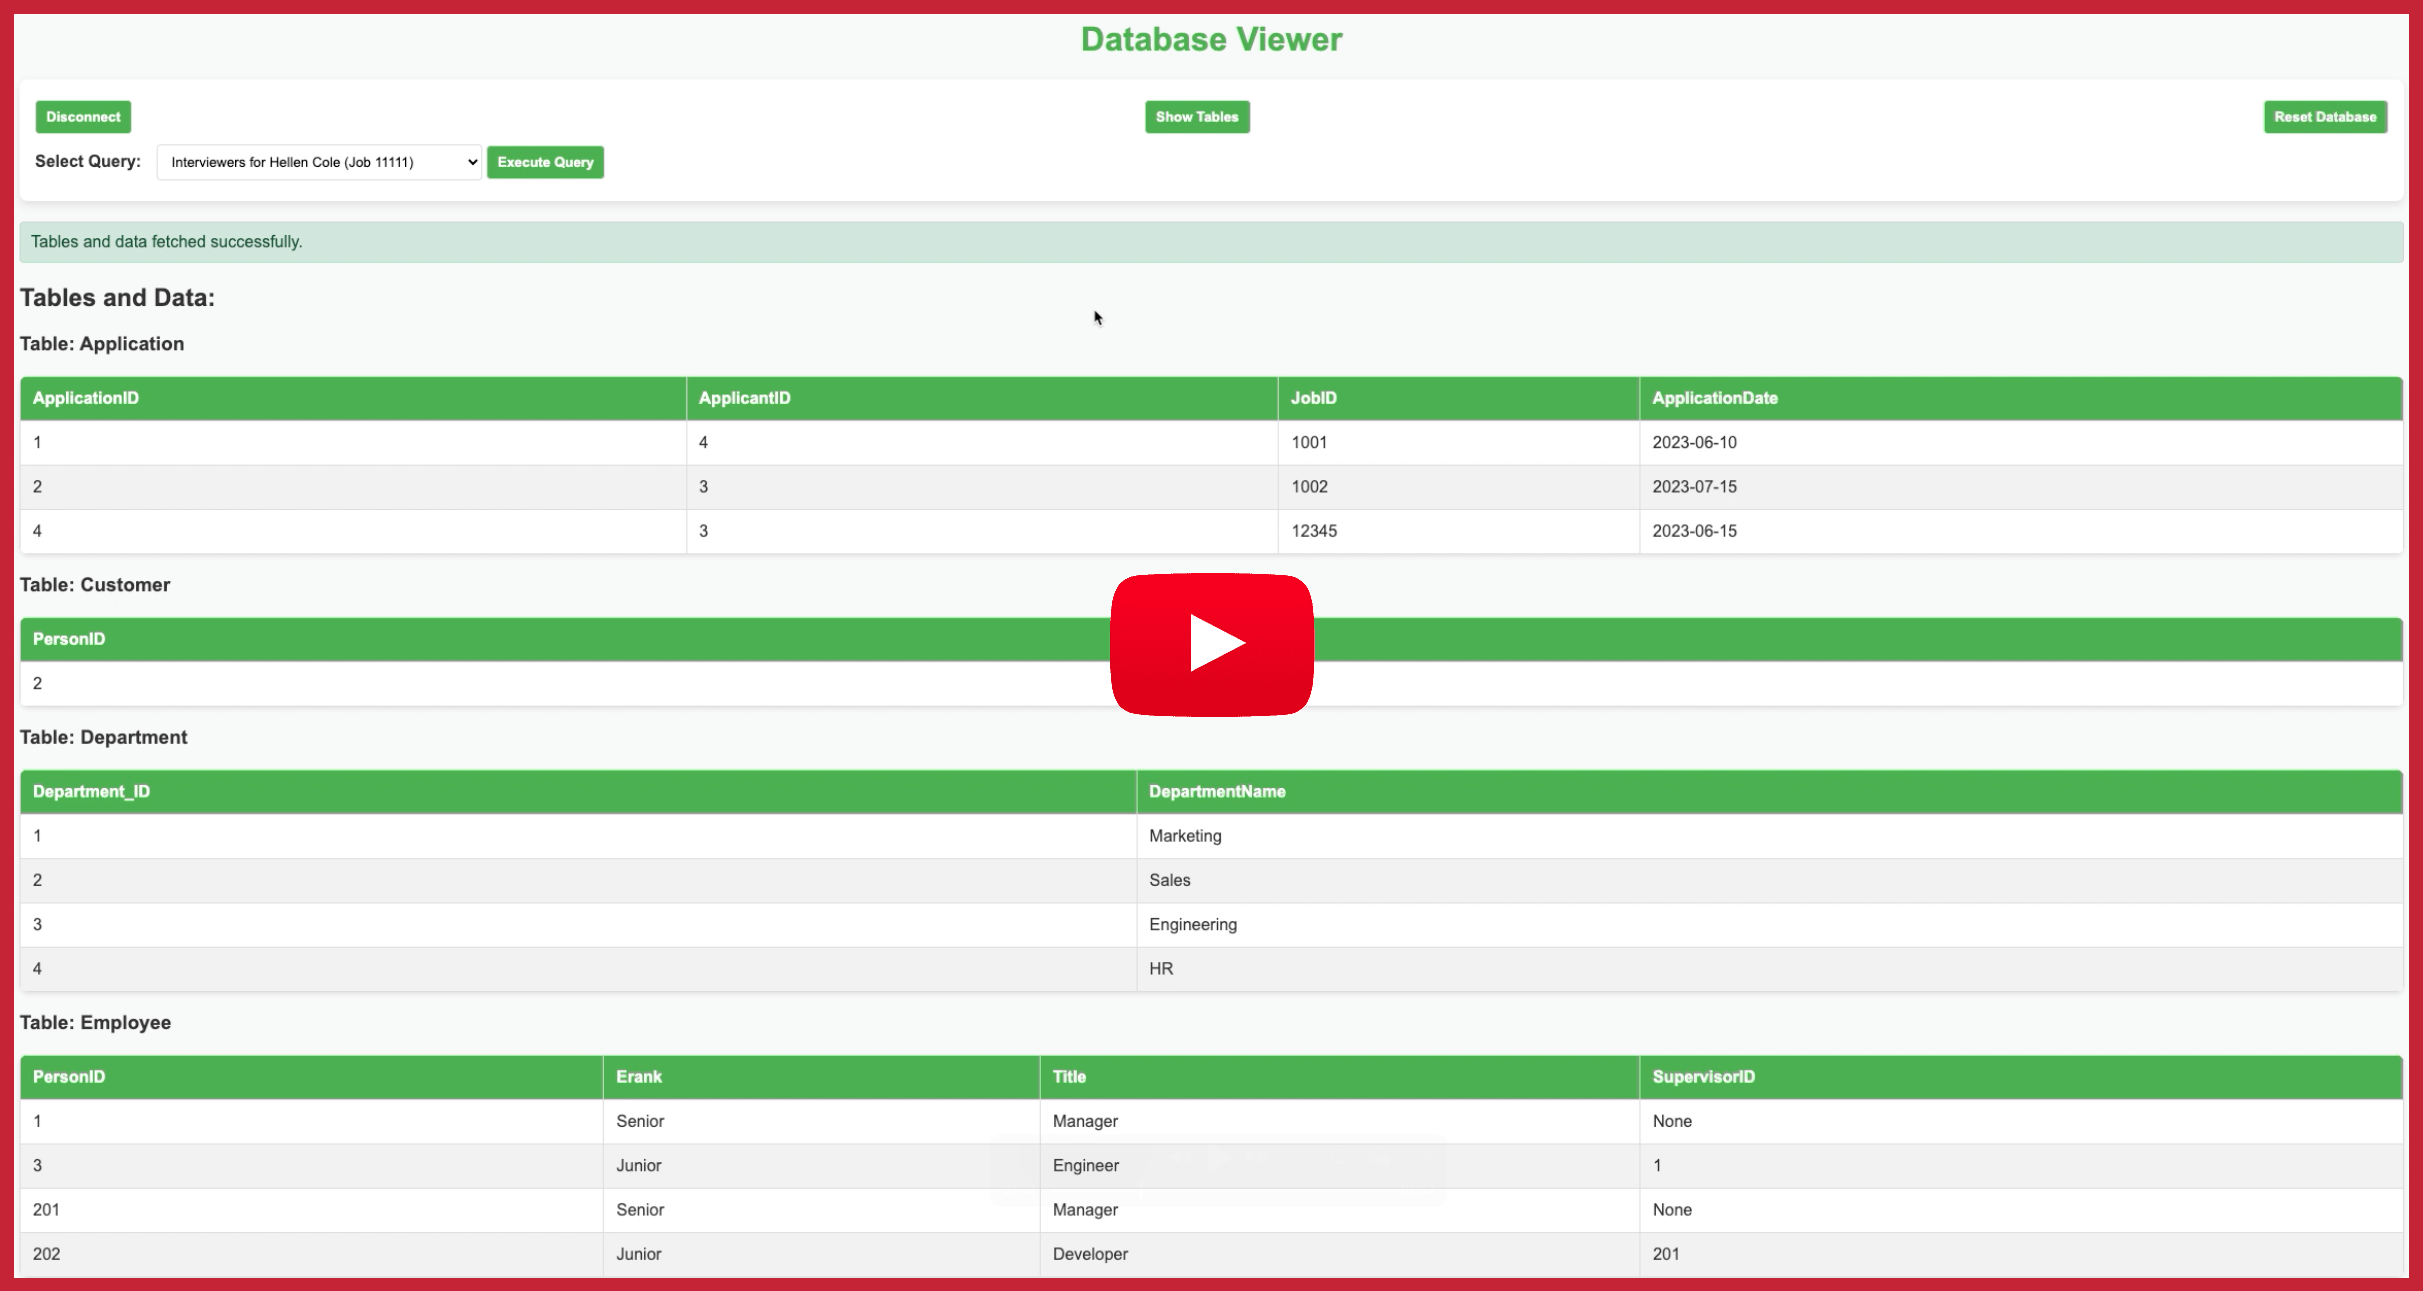 Database Viewer
Disconnect Show Tables Reset Database
Select Query: Interviewers for Hellen Cole (Job 11111) Execute Query
Tables and data fetched successfully.
Tables and Data:
Table: Application
ApplicationID ApplicantID JobID ApplicationDate
1 4 1001 2023-06-10
2 3 1002 2023-07-15
4 3 12345 2023-06-15
Table: Customer
PersonID
2
Table: Department
Department_ID DepartmentName
1 Marketing
2 Sales
3 Engineering
4 HR
Table: Employee
PersonID Erank Title SupervisorID
1 Senior Manager None
3 Junior Engineer 1
201 Senior Manager None
202 Junior Developer 201